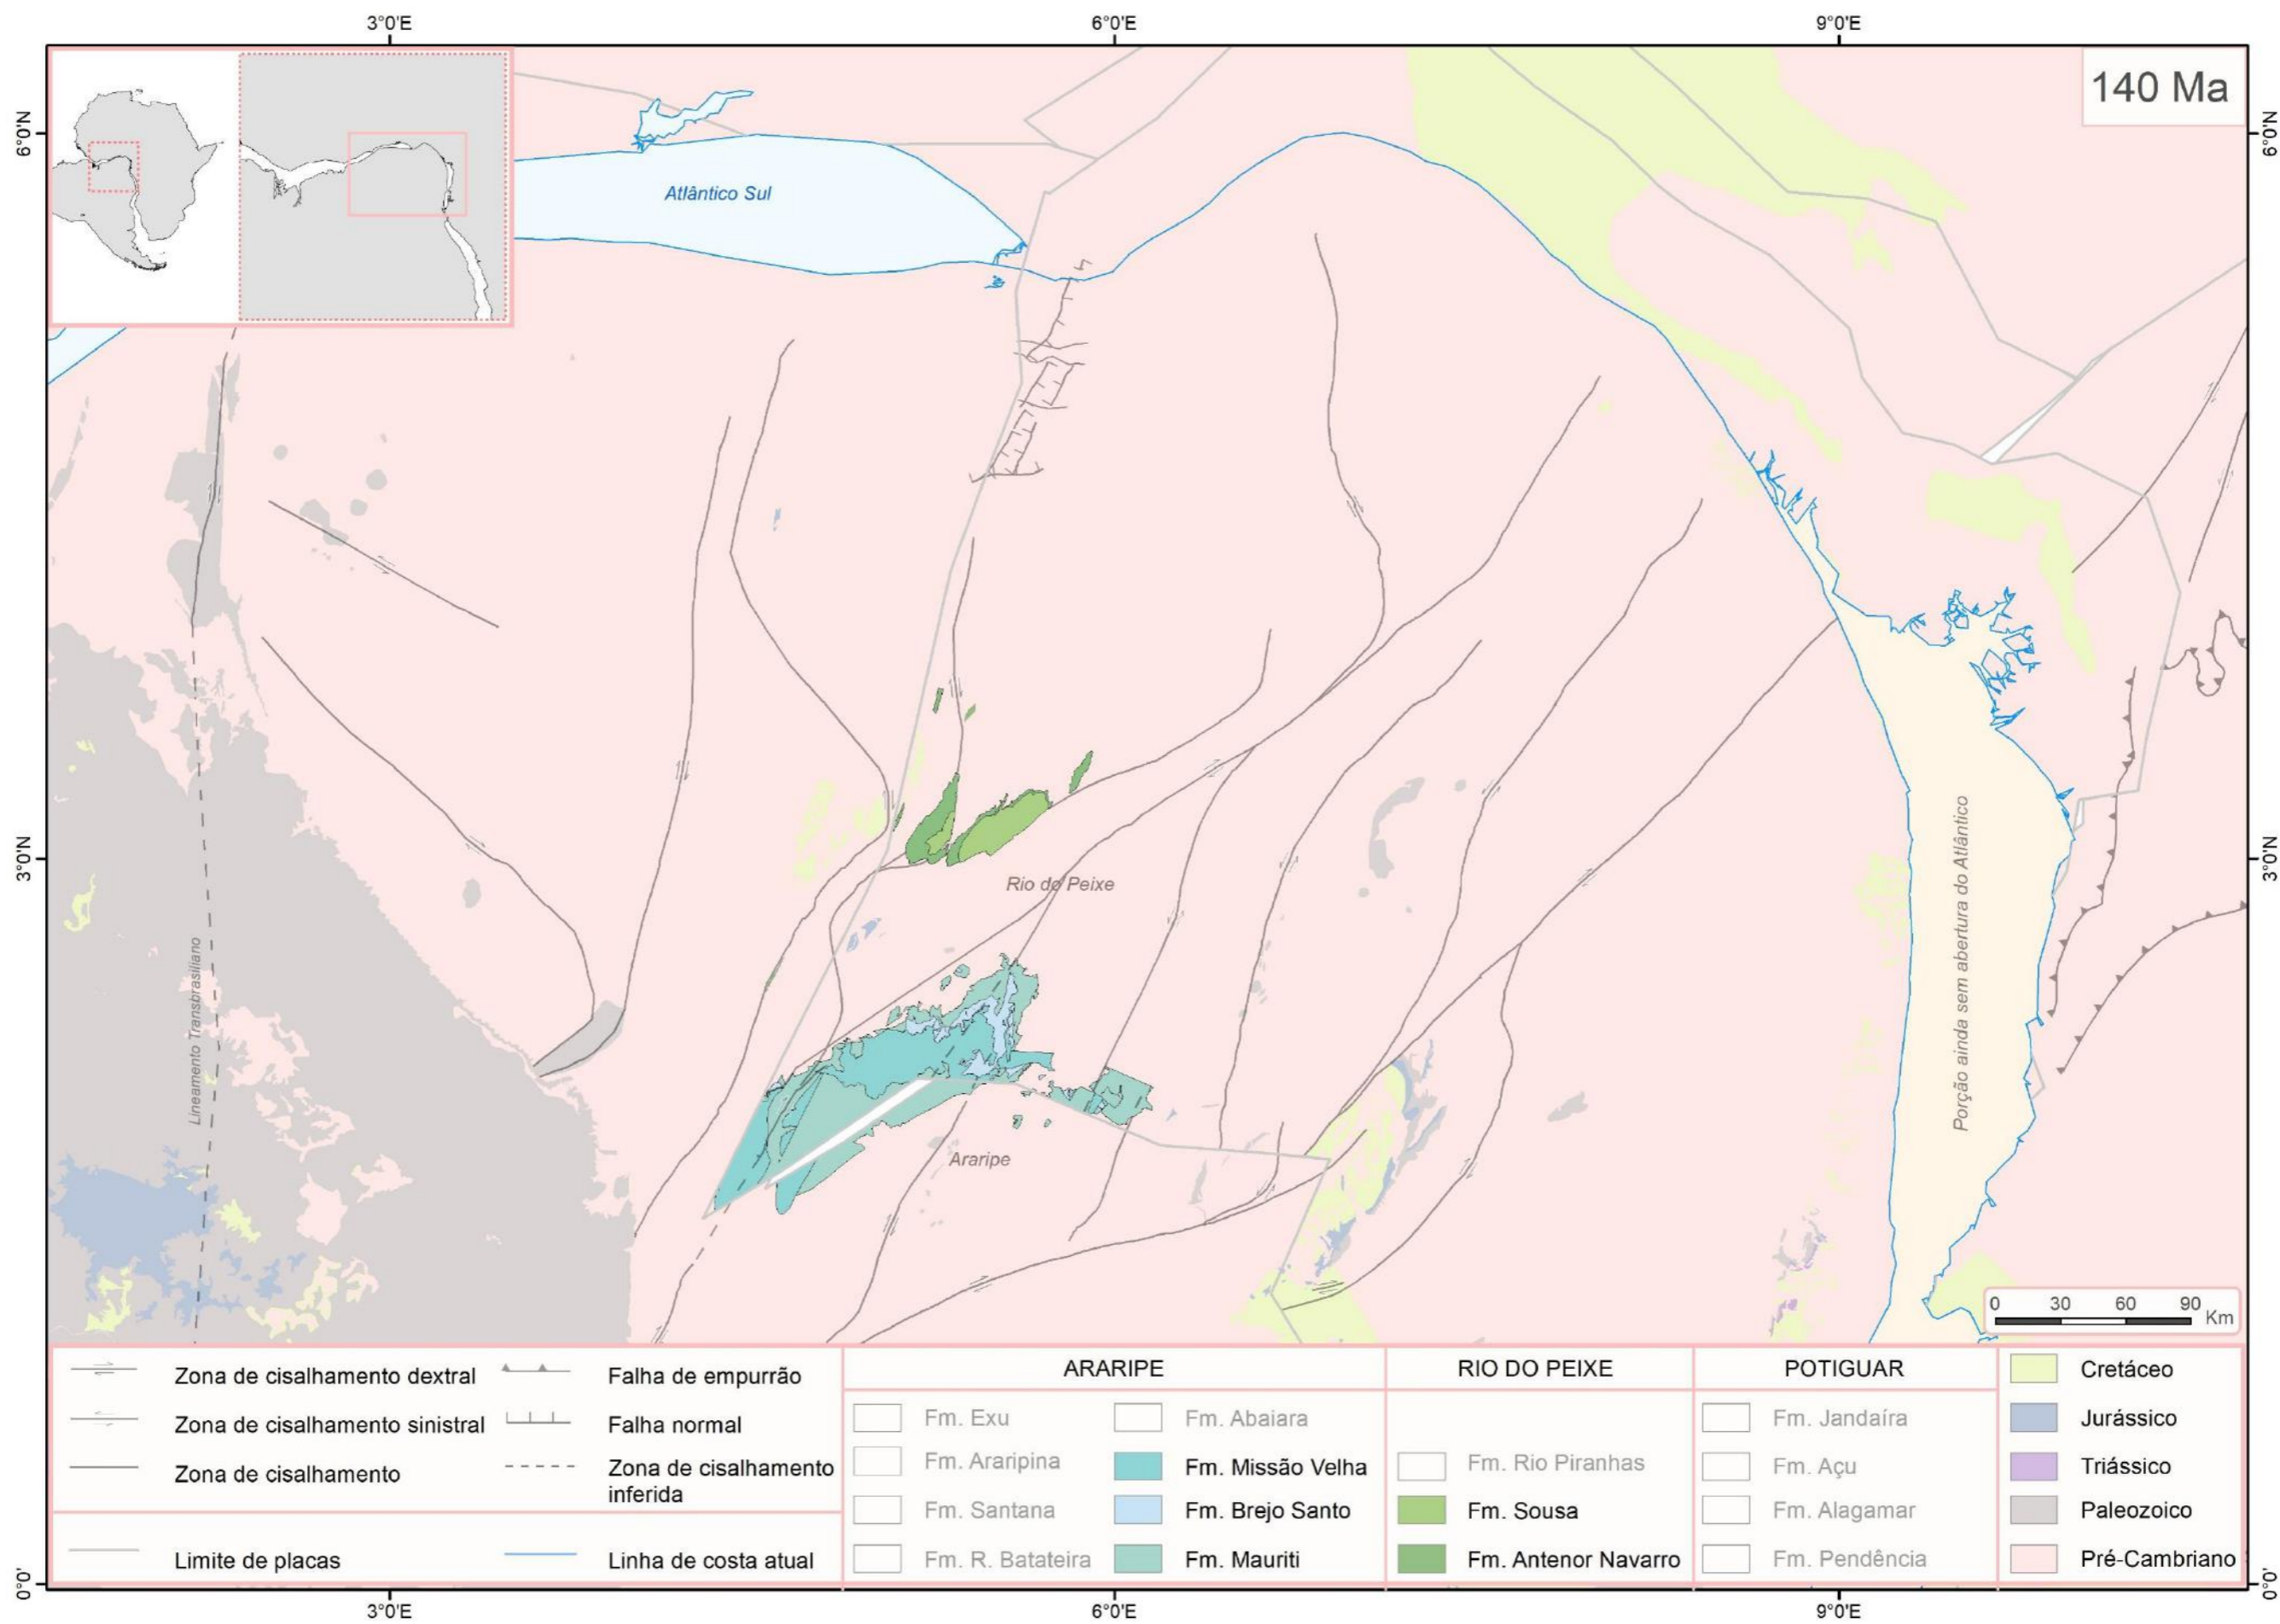 3°0'E
6°0'E
9°0'E
6°0'N
6°0'N
140 Ma
Atlântico Sul
3°0'N
3°0'N
Rio do Peixe
Lineamento Transbrasiliano
Porção ainda sem abertura do Atlântico
Araripe
0 30 60 90 Km
Zona de cisalhamento dextral
Zona de cisalhamento sinistral
Zona de cisalhamento
Falha de empurrão
Falha normal
Zona de cisalhamento
inferida
Limite de placas
Linha de costa atual
ARARIPE
Fm. Exu
Fm. Araripina
Fm. Santana
Fm. R. Batateira
Fm. Abaiara
Fm. Missão Velha
Fm. Brejo Santo
Fm. Mauriti
RIO DO PEIXE
Fm. Rio Piranhas
Fm. Sousa
Fm. Antenor Navarro
POTIGUAR
Fm. Jandaíra
Fm. Açu
Fm. Alagamar
Fm. Pendência
Cretáceo
Jurássico
Triássico
Paleozoico
Pré-Cambriano
0°0'
0°0'
3°0'E
6°0'E
9°0'E